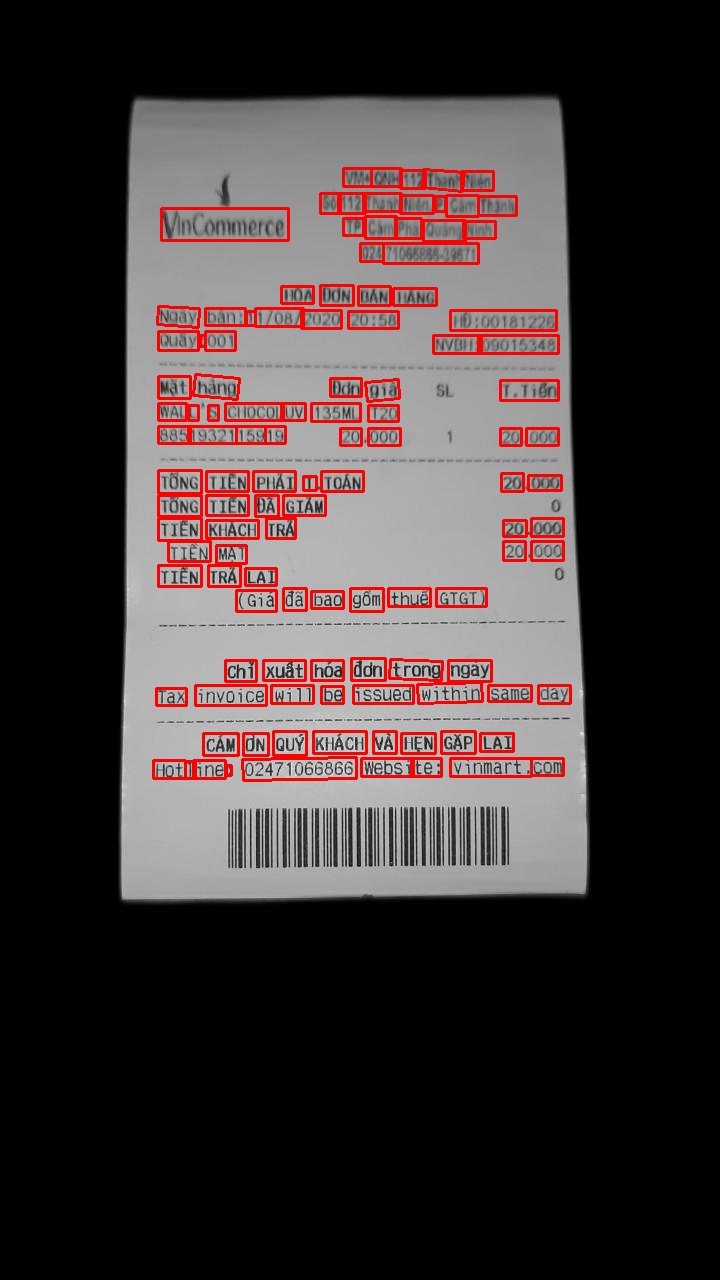 VinCommerce
VM+ QNH 112 Thanh Niên
Số 112 Thanh Niên, P. Cẩm Thành
TP. Cẩm Phả, Quảng Ninh
024 71066866-39671
HÓA ĐƠN BÁN HÀNG
Ngày bán: 11/08/2020 20:58 HĐ:00181226
Quầy:001 NVBH: 09015348
Mặt hàng Đơn giá SL T.Tiền
WALL'S CHOCOLUV 135ML T20
8851932115919 20,000 1 20,000
TỔNG TIỀN PHẢI T.TOÁN 20,000
TỔNG TIỀN ĐÃ GIẢM 0
TIỀN KHÁCH TRẢ 20,000
TIỀN MẶT 20,000
TIỀN TRẢ LẠI 0
(Giá đã bao gồm thuế GTGT)
Chỉ xuất hóa đơn trong ngày
Tax invoice will be issued within same day
CẢM ƠN QUÝ KHÁCH VÀ HẸN GẶP LẠI
Hotline: 02471066866 Website: vinmart.com